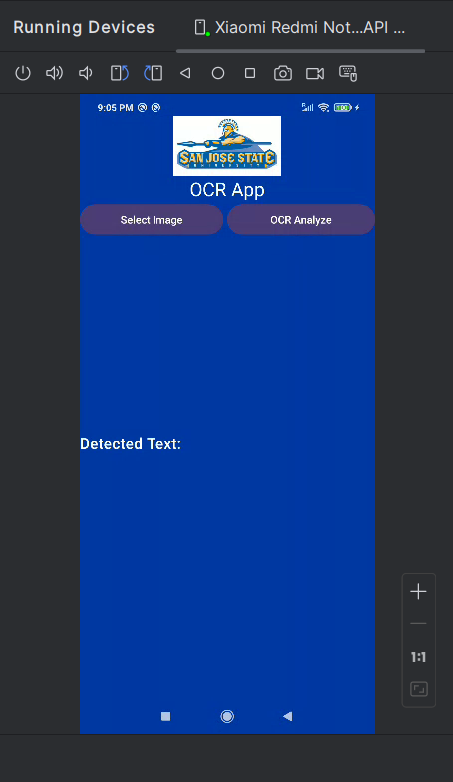 Running Devices
Xiaomi Redmi Not...API ...
9:05 PM
100
SAN JOSE STATE
UNIVERSITY
OCR App
Select Image
OCR Analyze
Detected Text:
1:1